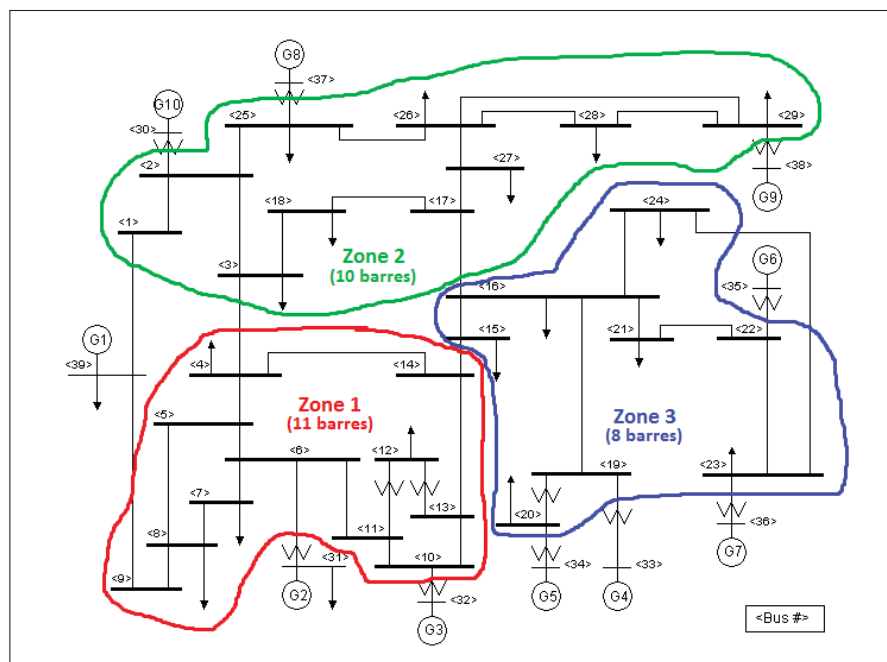 G8
<37>
G10
<25>
<26>
<28>
<29>
<30>
<2>
<27>
<38>
<18>
<17>
<24>
G9
<1>
<3>
Zone 2
(10 barres)
G6
<16>
<35>
<15>
<21>
<22>
G1
<39>
<4>
<14>
Zone 1
(11 barres)
<5>
Zone 3
(8 barres)
<6>
<12>
<19>
<23>
<7>
<13>
<20>
<8>
<11>
<36>
<9>
<31>
<10>
<34>
<33>
G7
G2
<32>
G5
G4
G3
<Bus #>